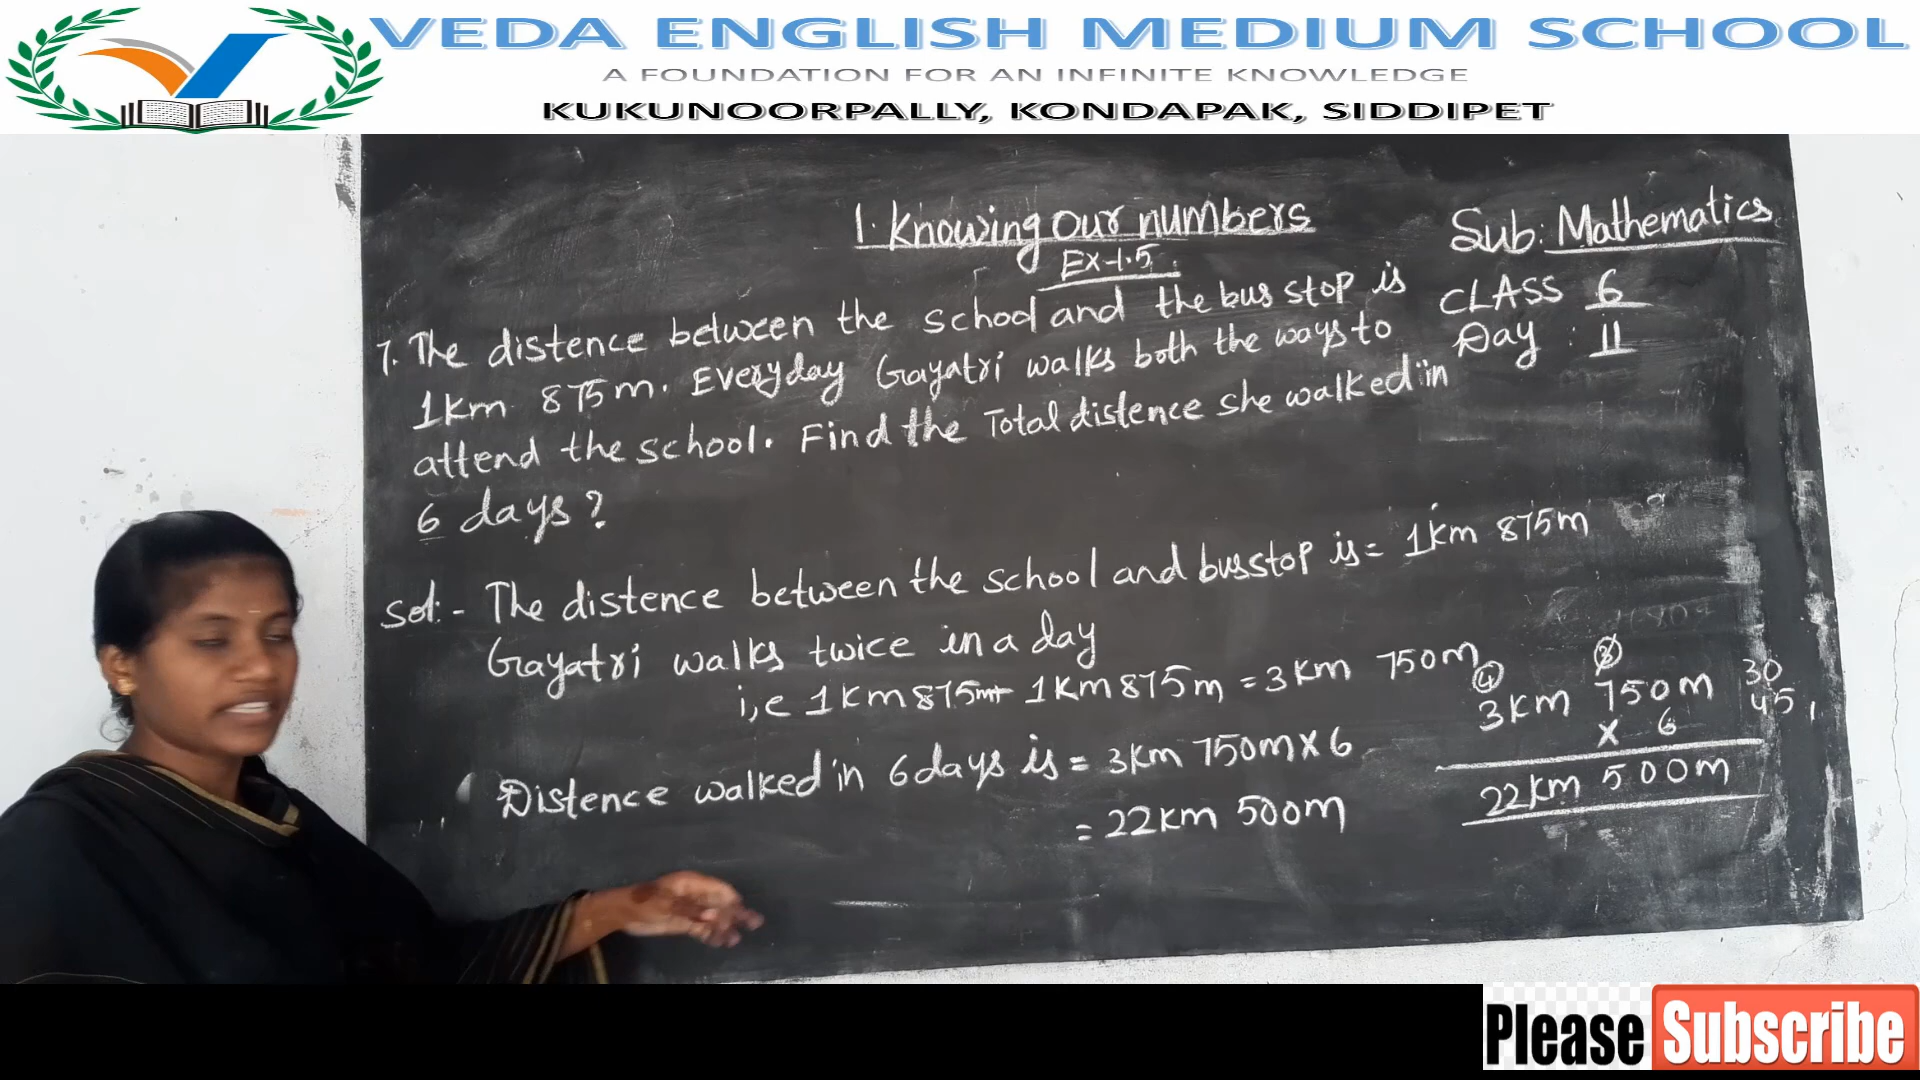 VEDA ENGLISH MEDIUM SCHOOL
A FOUNDATION FOR AN INFINITE KNOWLEDGE
KUKUNOORPALLY, KONDAPAK, SIDDIPET
1. Knowing our numbers
Ex-1.5
Sub: Mathematics
CLASS 6
Day : 11
7. The distence between the school and the bus stop is
1Km 875m. Everyday Gayatri walks both the ways to
attend the school. Find the Total distence she walked in
6 days?
Sol:- The distence between the school and busstop is = 1km 875m
Gayatri walks twice in a day
i,e 1Km 875m + 1Km 875m = 3Km 750m
Distence walked in 6 days is = 3km 750m X 6
= 22km 500m
4 3
3km 750m
X 6
22km 500m
30
45
Please Subscribe